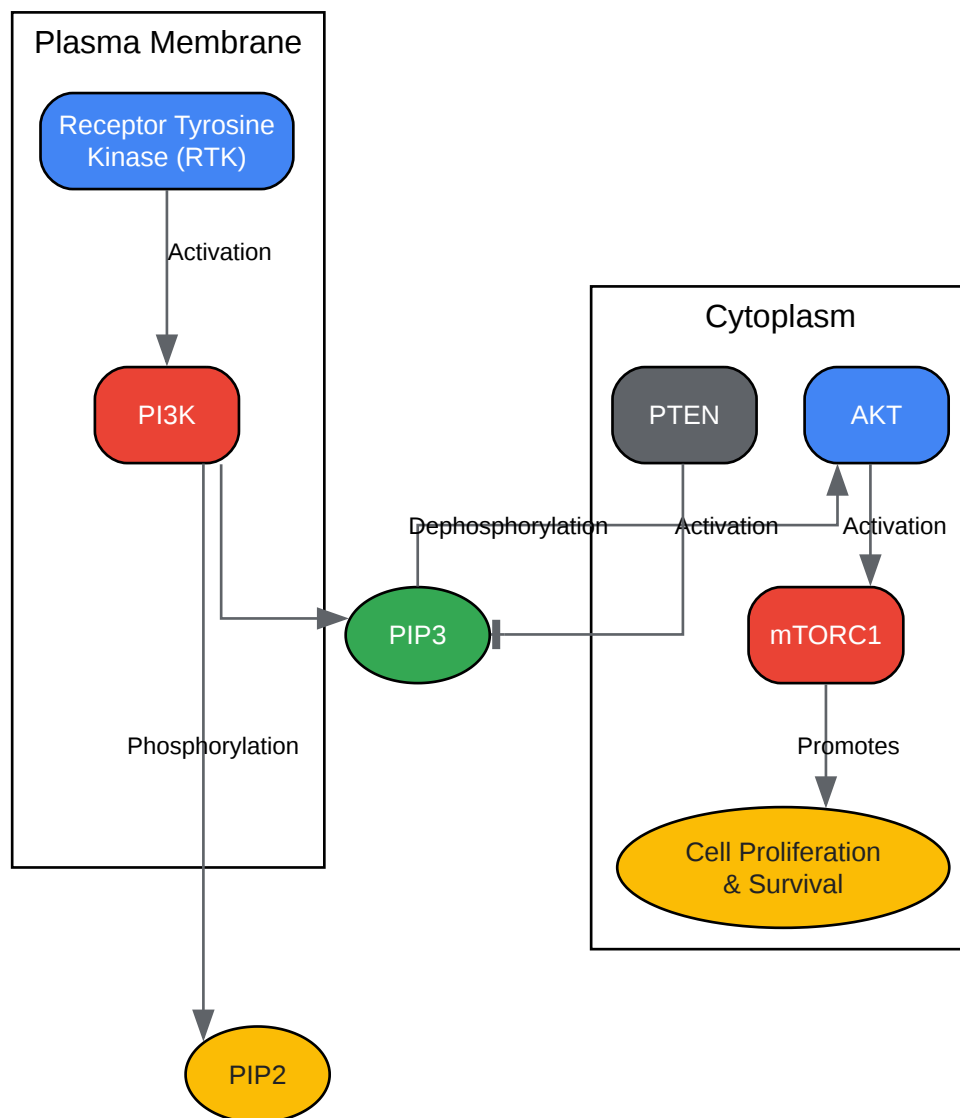 Plasma Membrane
Receptor Tyrosine
Kinase (RTK)
Activation
Cytoplasm
PI3K
PTEN
AKT
Dephosphorylation
Activation
Activation
PIP3
mTORC1
Phosphorylation
Promotes
Cell Proliferation
& Survival
PIP2